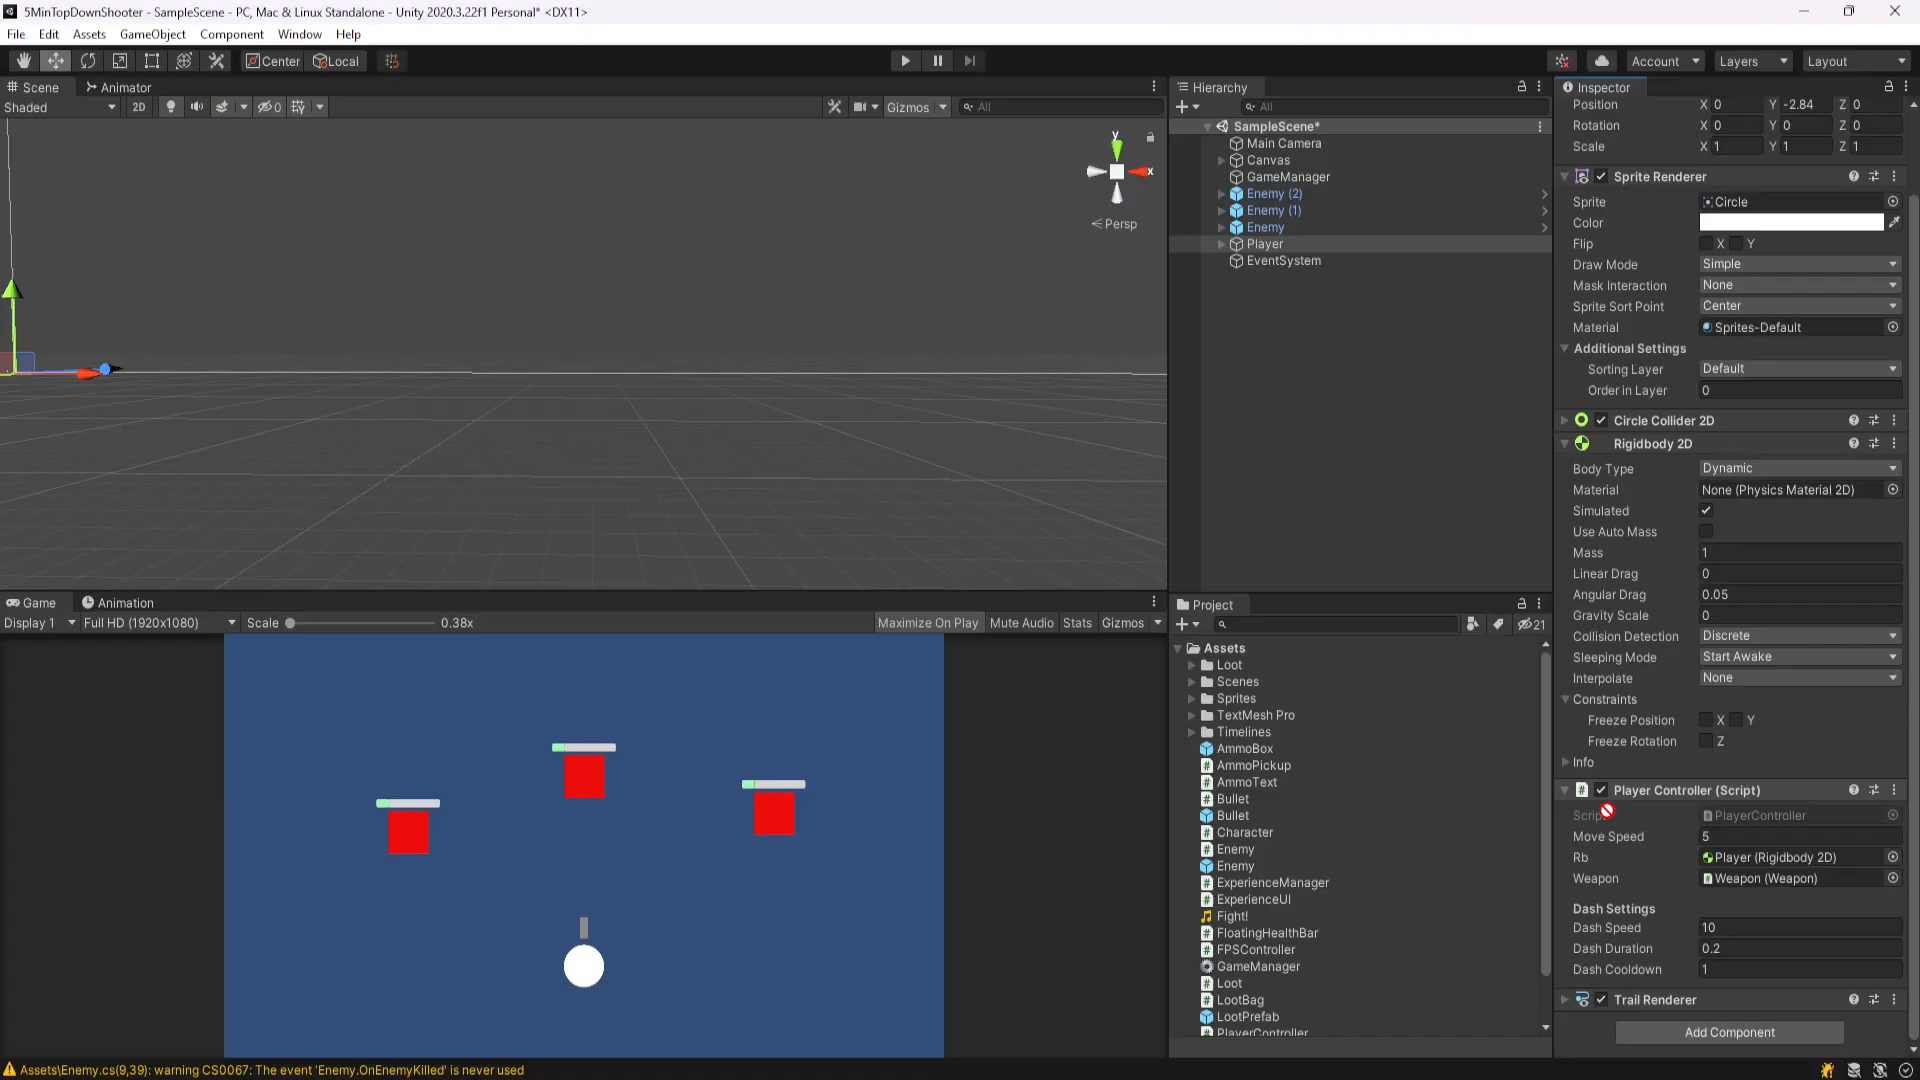 5MinTopDownShooter - SampleScene - PC, Mac & Linux Standalone - Unity 2020.3.22f1 Personal* <DX11>
File Edit Assets GameObject Component Window Help
Center Local
Account Layers Layout
Scene Animator
Shaded 2D 0 Gizmos All
y
x
Persp
Game Animation
Display 1 Full HD (1920x1080) Scale 0.38x Maximize On Play Mute Audio Stats Gizmos
Hierarchy
All
SampleScene*
Main Camera
Canvas
GameManager
Enemy (2)
Enemy (1)
Enemy
Player
EventSystem
Project
21
Assets
Loot
Scenes
Sprites
TextMesh Pro
Timelines
AmmoBox
AmmoPickup
AmmoText
Bullet
Bullet
Character
Enemy
Enemy
ExperienceManager
ExperienceUI
Fight!
FloatingHealthBar
FPSController
GameManager
Loot
LootBag
LootPrefab
PlayerController
Inspector
Position X 0 Y -2.84 Z 0
Rotation X 0 Y 0 Z 0
Scale X 1 Y 1 Z 1
Sprite Renderer
Sprite Circle
Color
Flip X Y
Draw Mode Simple
Mask Interaction None
Sprite Sort Point Center
Material Sprites-Default
Additional Settings
Sorting Layer Default
Order in Layer 0
Circle Collider 2D
Rigidbody 2D
Body Type Dynamic
Material None (Physics Material 2D)
Simulated
Use Auto Mass
Mass 1
Linear Drag 0
Angular Drag 0.05
Gravity Scale 0
Collision Detection Discrete
Sleeping Mode Start Awake
Interpolate None
Constraints
Freeze Position X Y
Freeze Rotation Z
Info
Player Controller (Script)
Script PlayerController
Move Speed 5
Rb Player (Rigidbody 2D)
Weapon Weapon (Weapon)
Dash Settings
Dash Speed 10
Dash Duration 0.2
Dash Cooldown 1
Trail Renderer
Add Component
Assets\Enemy.cs(9,39): warning CS0067: The event 'Enemy.OnEnemyKilled' is never used